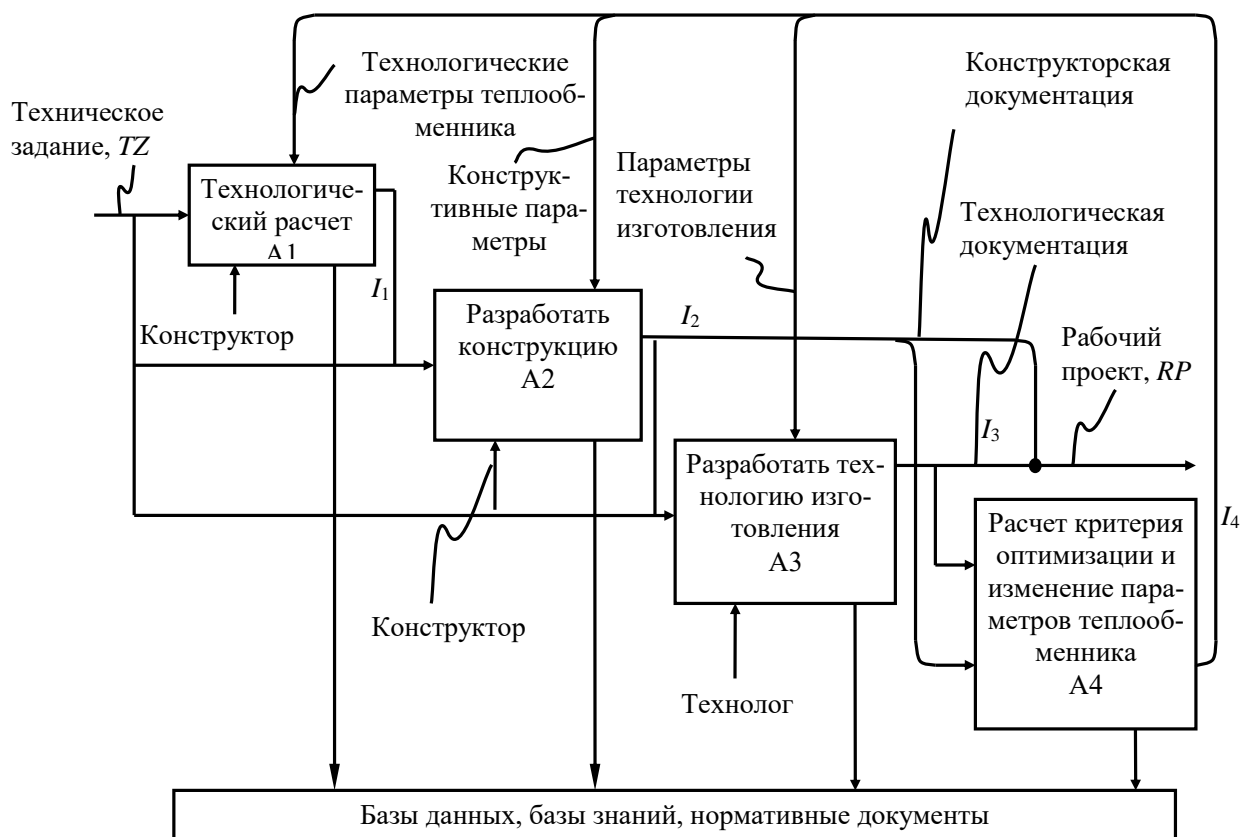 Технологические
параметры теплооб-
менника
Конструкторская
документация
Техническое
задание, TZ
Технологиче-
ский расчет
А1
Конструк-
тивные пара-
метры
Параметры
технологии
изготовления
Технологическая
документация
I1
Конструктор
Разработать
конструкцию
А2
I2
Рабочий
проект, RP
I3
Разработать тех-
нологию изго-
товления
А3
Расчет критерия
оптимизации и
изменение пара-
метров теплооб-
менника
А4
I4
Конструктор
Технолог
Базы данных, базы знаний, нормативные документы